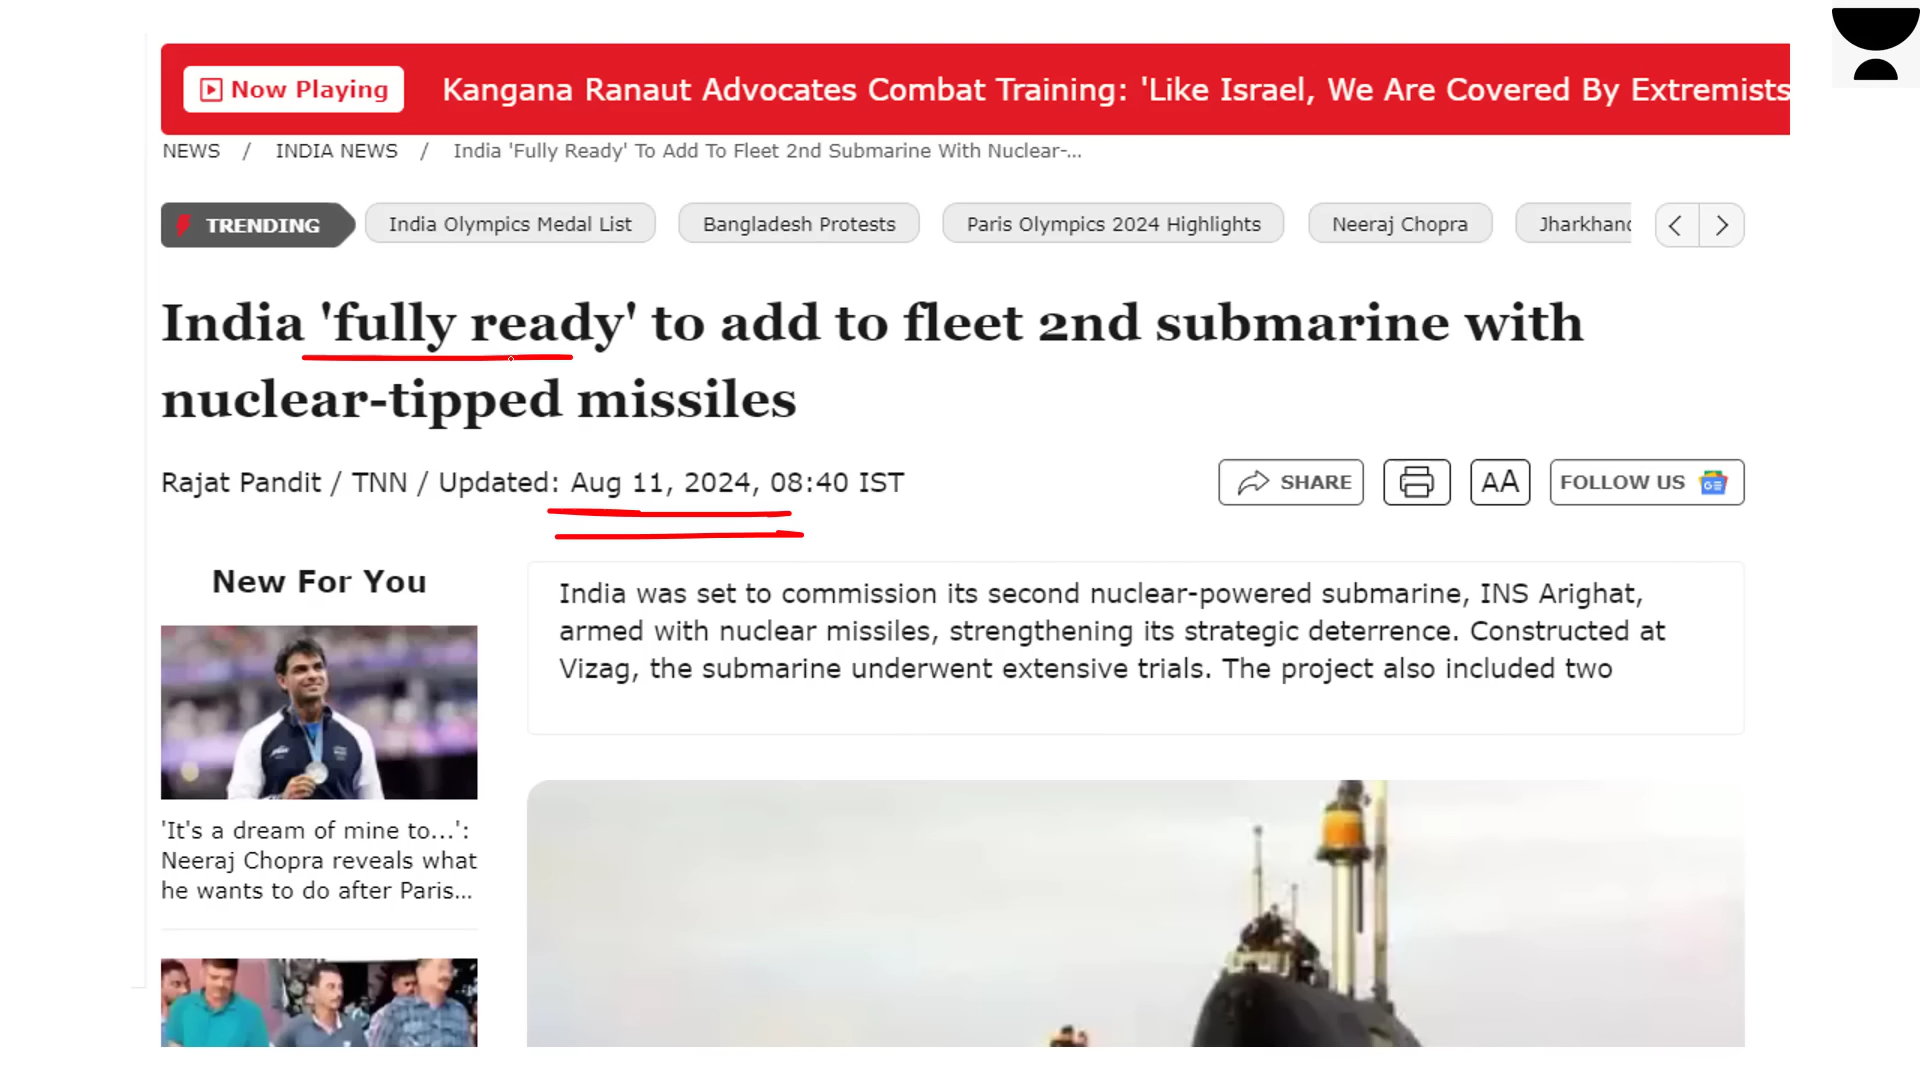 Now Playing
Kangana Ranaut Advocates Combat Training: 'Like Israel, We Are Covered By Extremists
NEWS / INDIA NEWS / India 'Fully Ready' To Add To Fleet 2nd Submarine With Nuclear-...
TRENDING
India Olympics Medal List
Bangladesh Protests
Paris Olympics 2024 Highlights
Neeraj Chopra
Jharkhand
India 'fully ready' to add to fleet 2nd submarine with
nuclear-tipped missiles
Rajat Pandit / TNN / Updated: Aug 11, 2024, 08:40 IST
SHARE
AA
FOLLOW US
GE
New For You
'It's a dream of mine to...':
Neeraj Chopra reveals what
he wants to do after Paris...
India was set to commission its second nuclear-powered submarine, INS Arighat,
armed with nuclear missiles, strengthening its strategic deterrence. Constructed at
Vizag, the submarine underwent extensive trials. The project also included two